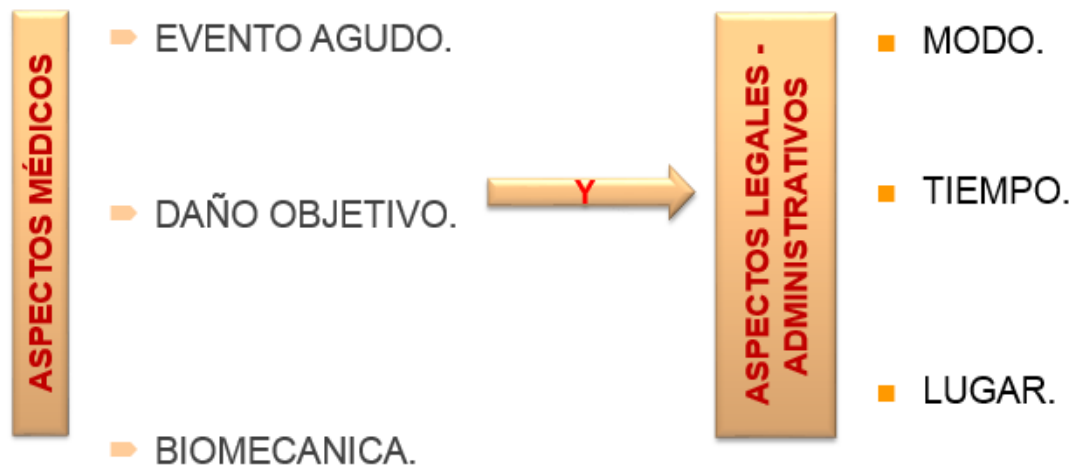 ASPECTOS MÉDICOS
EVENTO AGUDO.
DAÑO OBJETIVO.
BIOMECANICA.
Y
ASPECTOS LEGALES -
ADMINISTRATIVOS
MODO.
TIEMPO.
LUGAR.